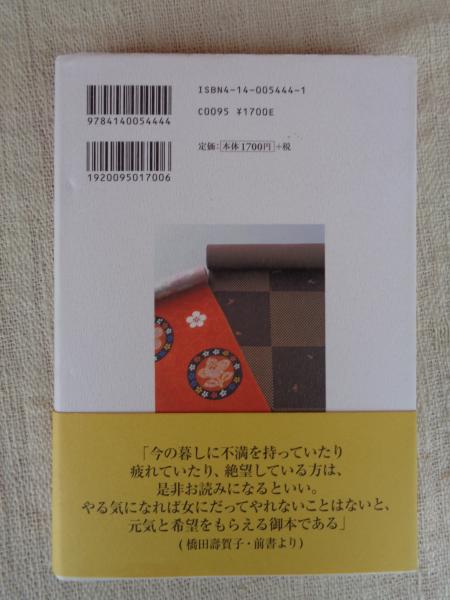 ISBN4-14-005444-1
C0095 ¥1700E
9784140054444
定価:本体1700円+税
1920095017006
「今の暮しに不満を持っていたり
疲れていたり、絶望している方は、
是非お読みになるといい。
やる気になれば女にだってやれないことはないと、
元気と希望をもらえる御本である」
(橋田壽賀子・前書より)